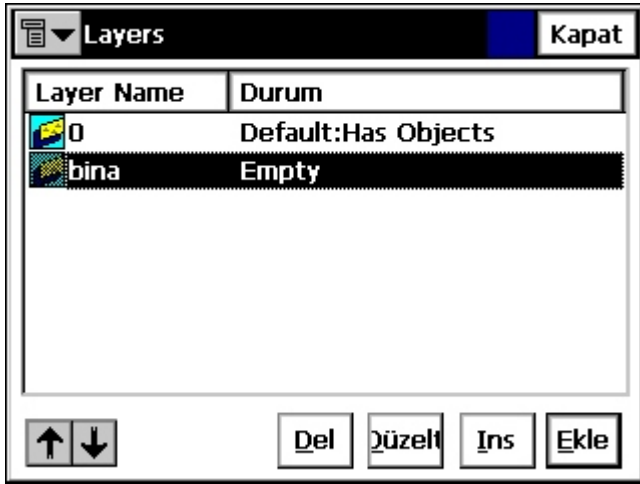 Layers Kapat
Layer Name Durum
0 Default:Has Objects
bina Empty
Del Düzelt Ins Ekle